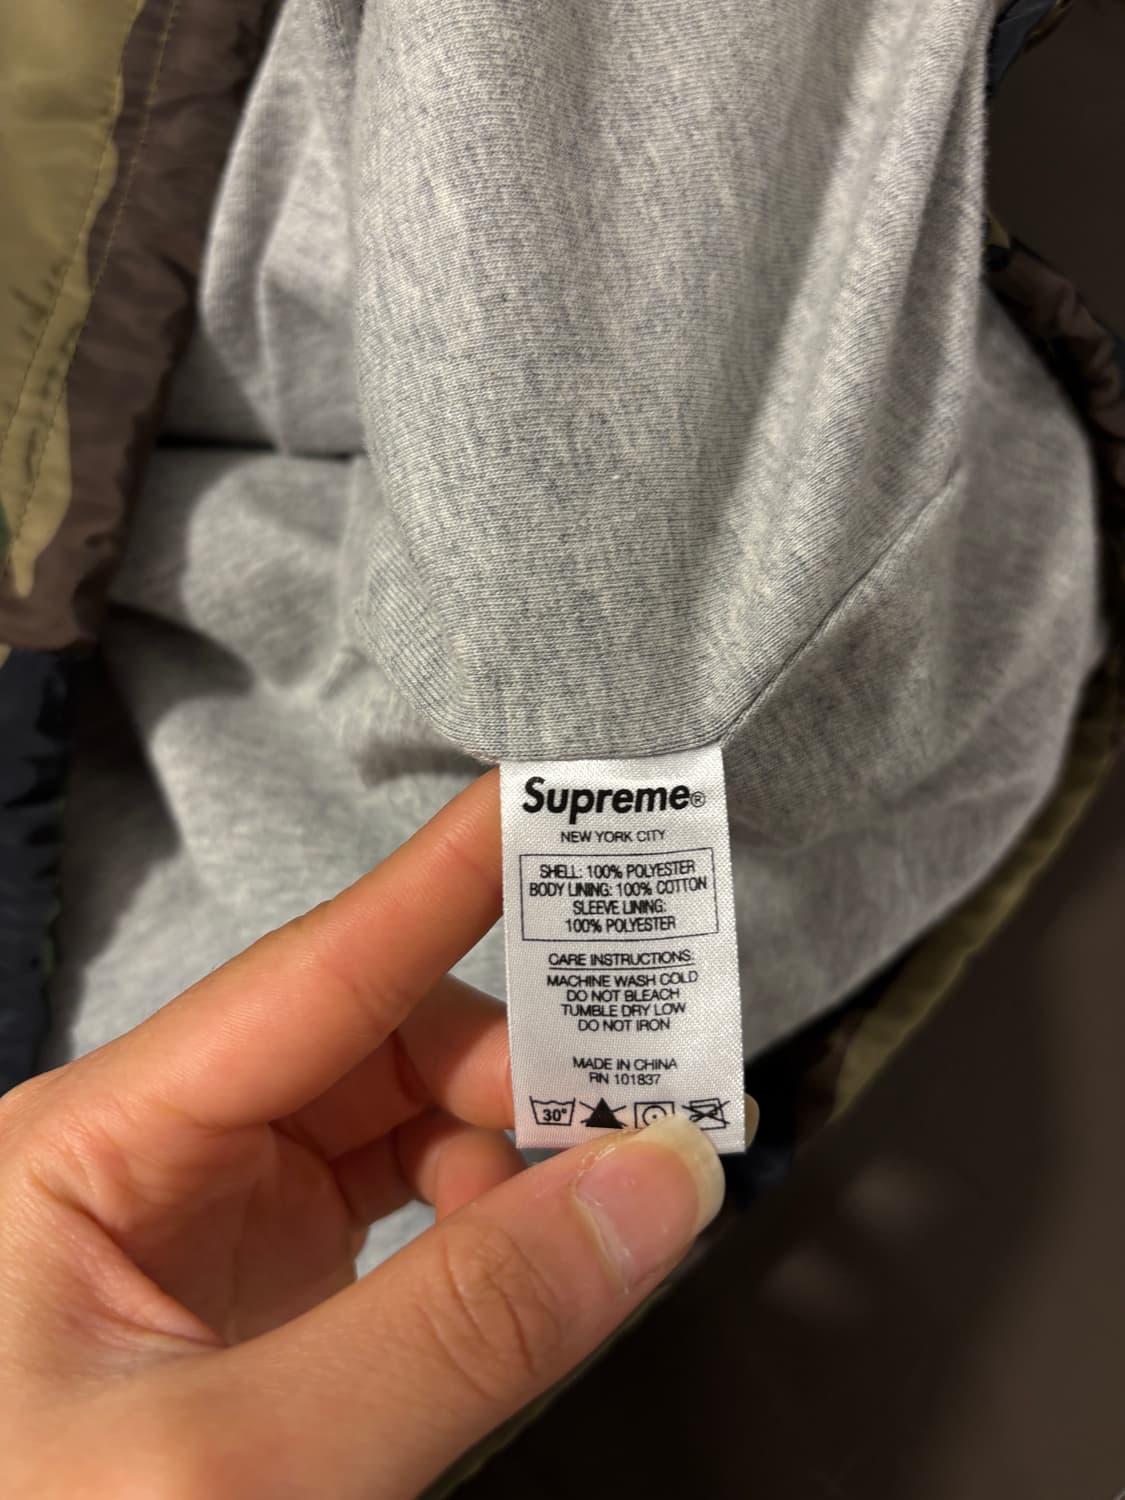 Supreme®
NEW YORK CITY
SHELL: 100% POLYESTER
BODY LINING: 100% COTTON
SLEEVE LINING:
100% POLYESTER
CARE INSTRUCTIONS:
MACHINE WASH COLD
DO NOT BLEACH
TUMBLE DRY LOW
DO NOT IRON
MADE IN CHINA
RN 101837
30°